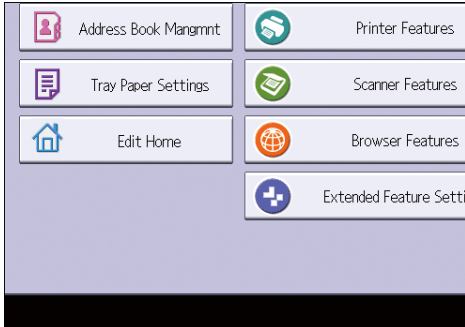 Address Book Mangmnt
Printer Features
Tray Paper Settings
Scanner Features
Edit Home
Browser Features
Extended Feature Setti